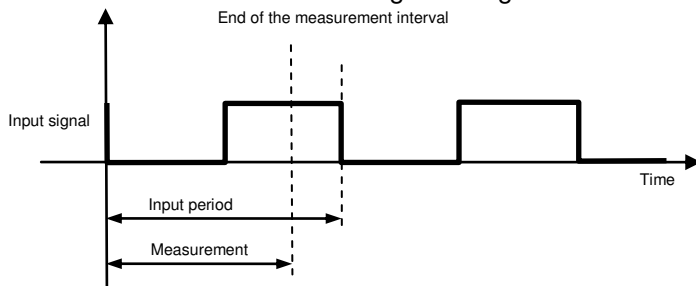 End of the measurement interval
Input signal
Time
Input period
Measurement